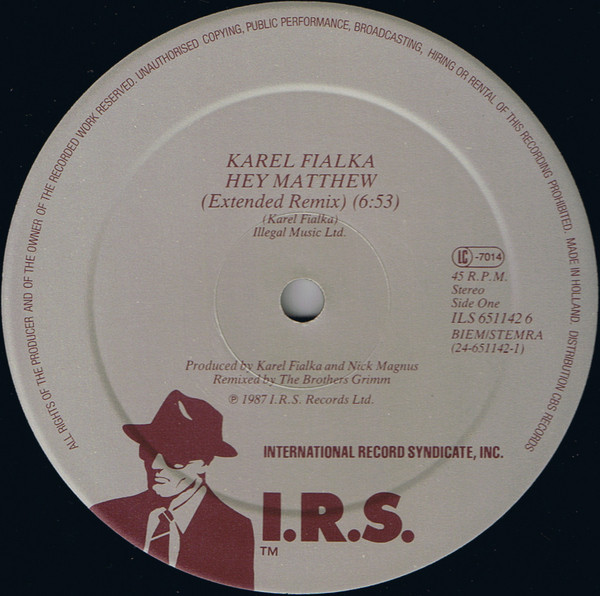 ALL RIGHTS OF THE PRODUCER AND OF THE OWNER OF THE RECORDED WORK RESERVED. UNAUTHORISED COPYING, PUBLIC PERFORMANCE, BROADCASTING, HIRING OR RENTAL OF THIS RECORDING PROHIBITED. MADE IN HOLLAND. DISTRIBUTION CBS RECORDS
KAREL FIALKA
HEY MATTHEW
(Extended Remix) (6:53)
(Karel Fialka)
Illegal Music Ltd.
LC-7014
45 R.P.M.
Stereo
Side One
ILS 651142 6
BIEM/STEMRA
(24-651142-1)
Produced by Karel Fialka and Nick Magnus
Remixed by The Brothers Grimm
℗ 1987 I.R.S. Records Ltd.
INTERNATIONAL RECORD SYNDICATE, INC.
I.R.S.
TM